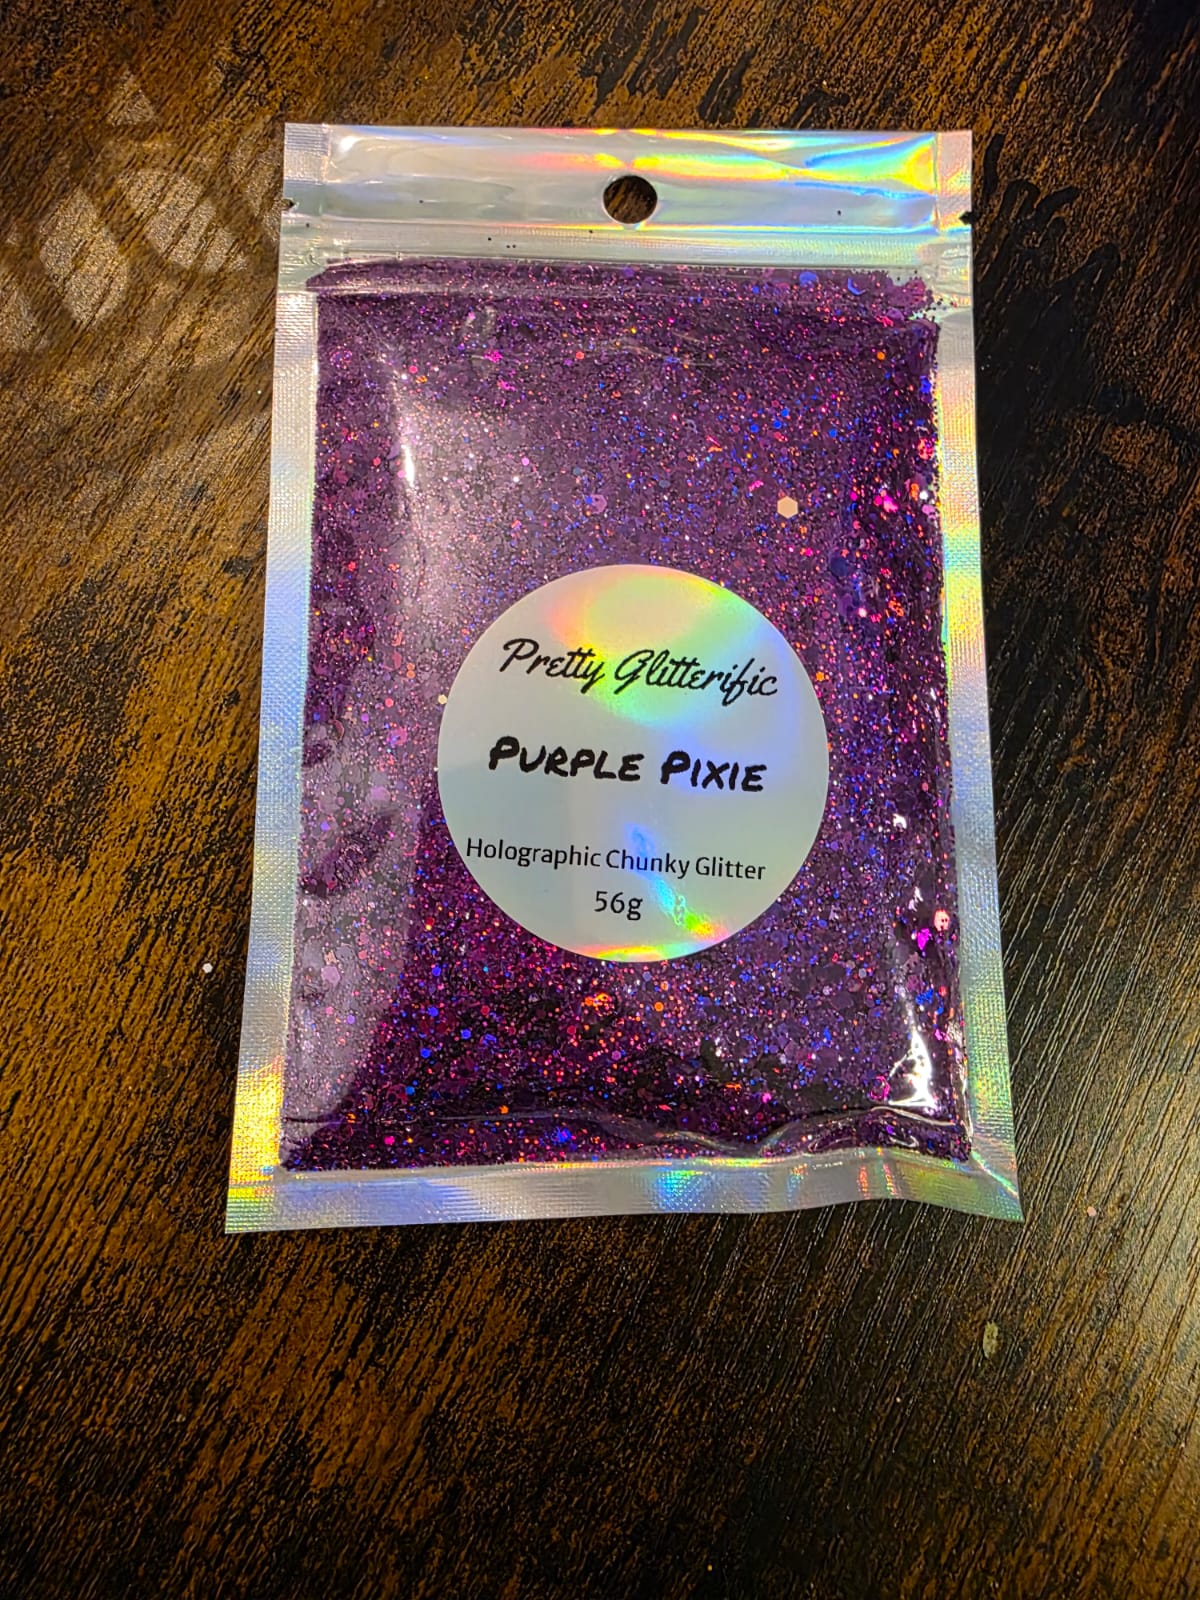 Pretty Glitterific
Purple Pixie
Holographic Chunky Glitter
56g